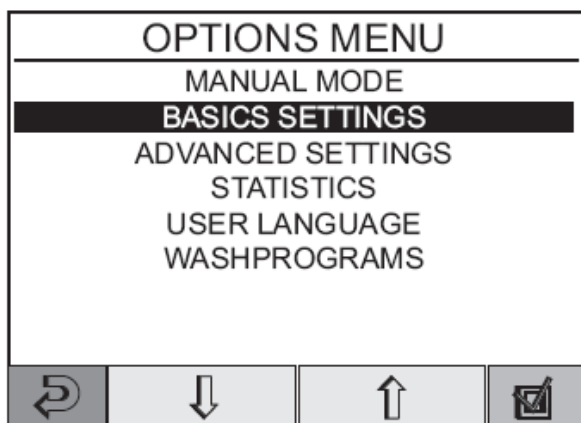 OPTIONS MENU
MANUAL MODE
BASICS SETTINGS
ADVANCED SETTINGS
STATISTICS
USER LANGUAGE
WASHPROGRAMS